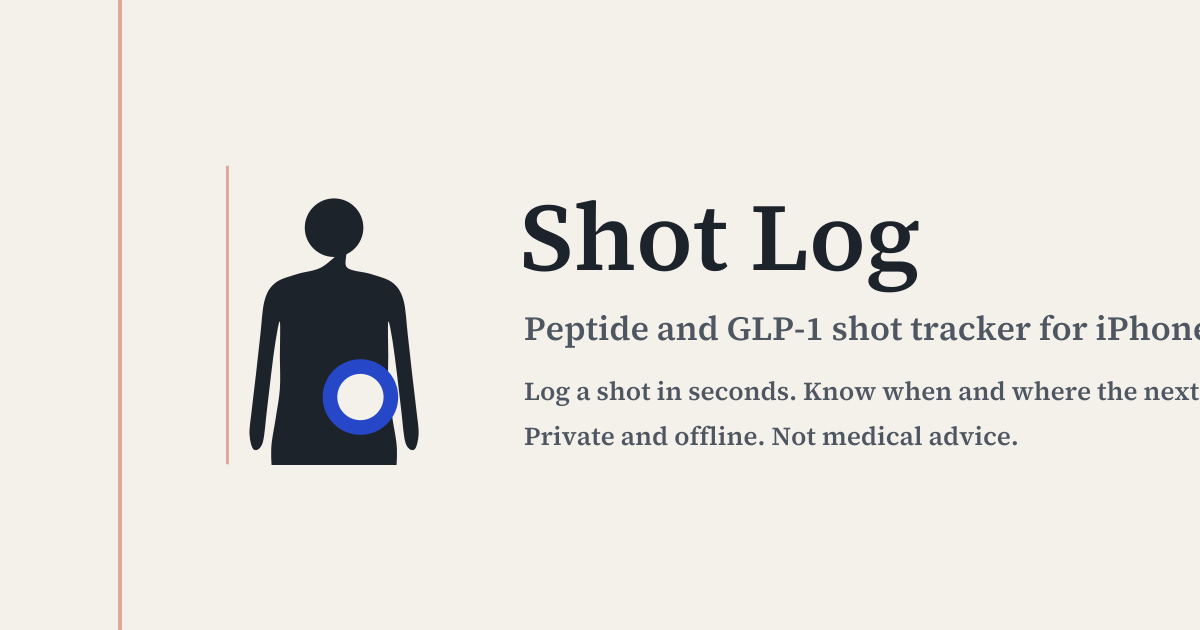 Shot Log
Peptide and GLP-1 shot tracker for iPhone
Log a shot in seconds. Know when and where the next
Private and offline. Not medical advice.